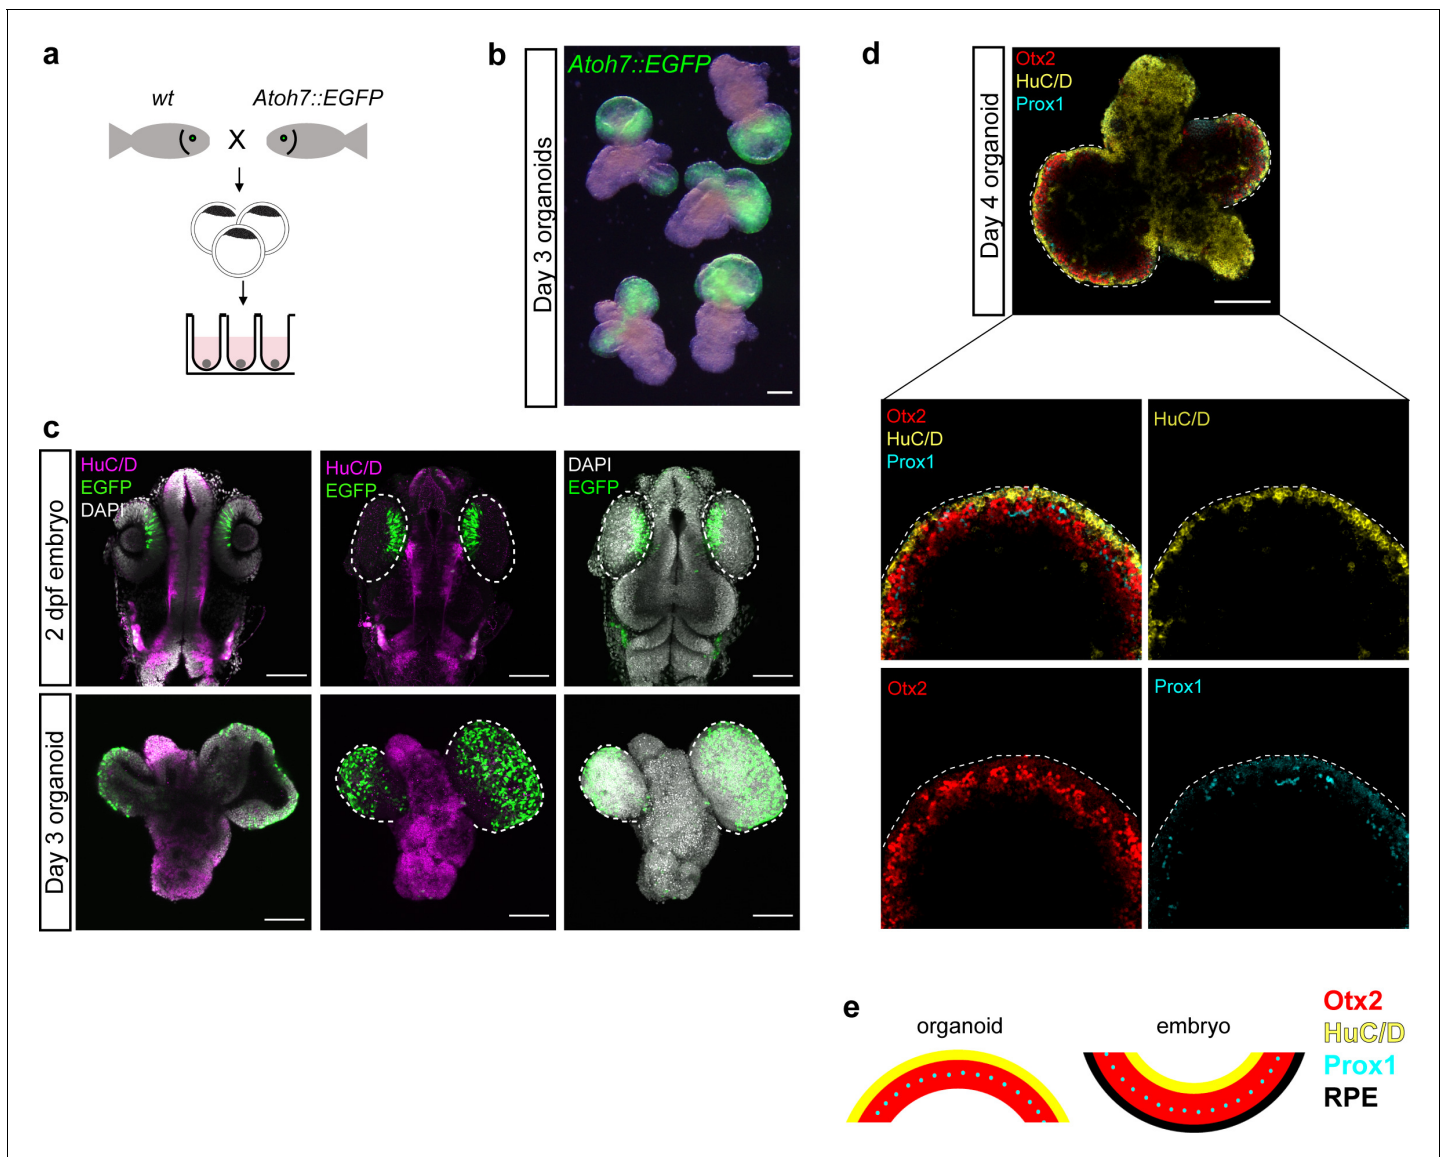 a
wt
Atoh7::EGFP
X
b
Day 3 organoids
Atoh7::EGFP
c
2 dpf embryo
HuC/D
EGFP
DAPI
HuC/D
EGFP
DAPI
EGFP
Day 3 organoid
d
Day 4 organoid
Otx2
HuC/D
Prox1
Otx2
HuC/D
Prox1
HuC/D
Otx2
Prox1
e
organoid
embryo
Otx2
HuC/D
Prox1
RPE